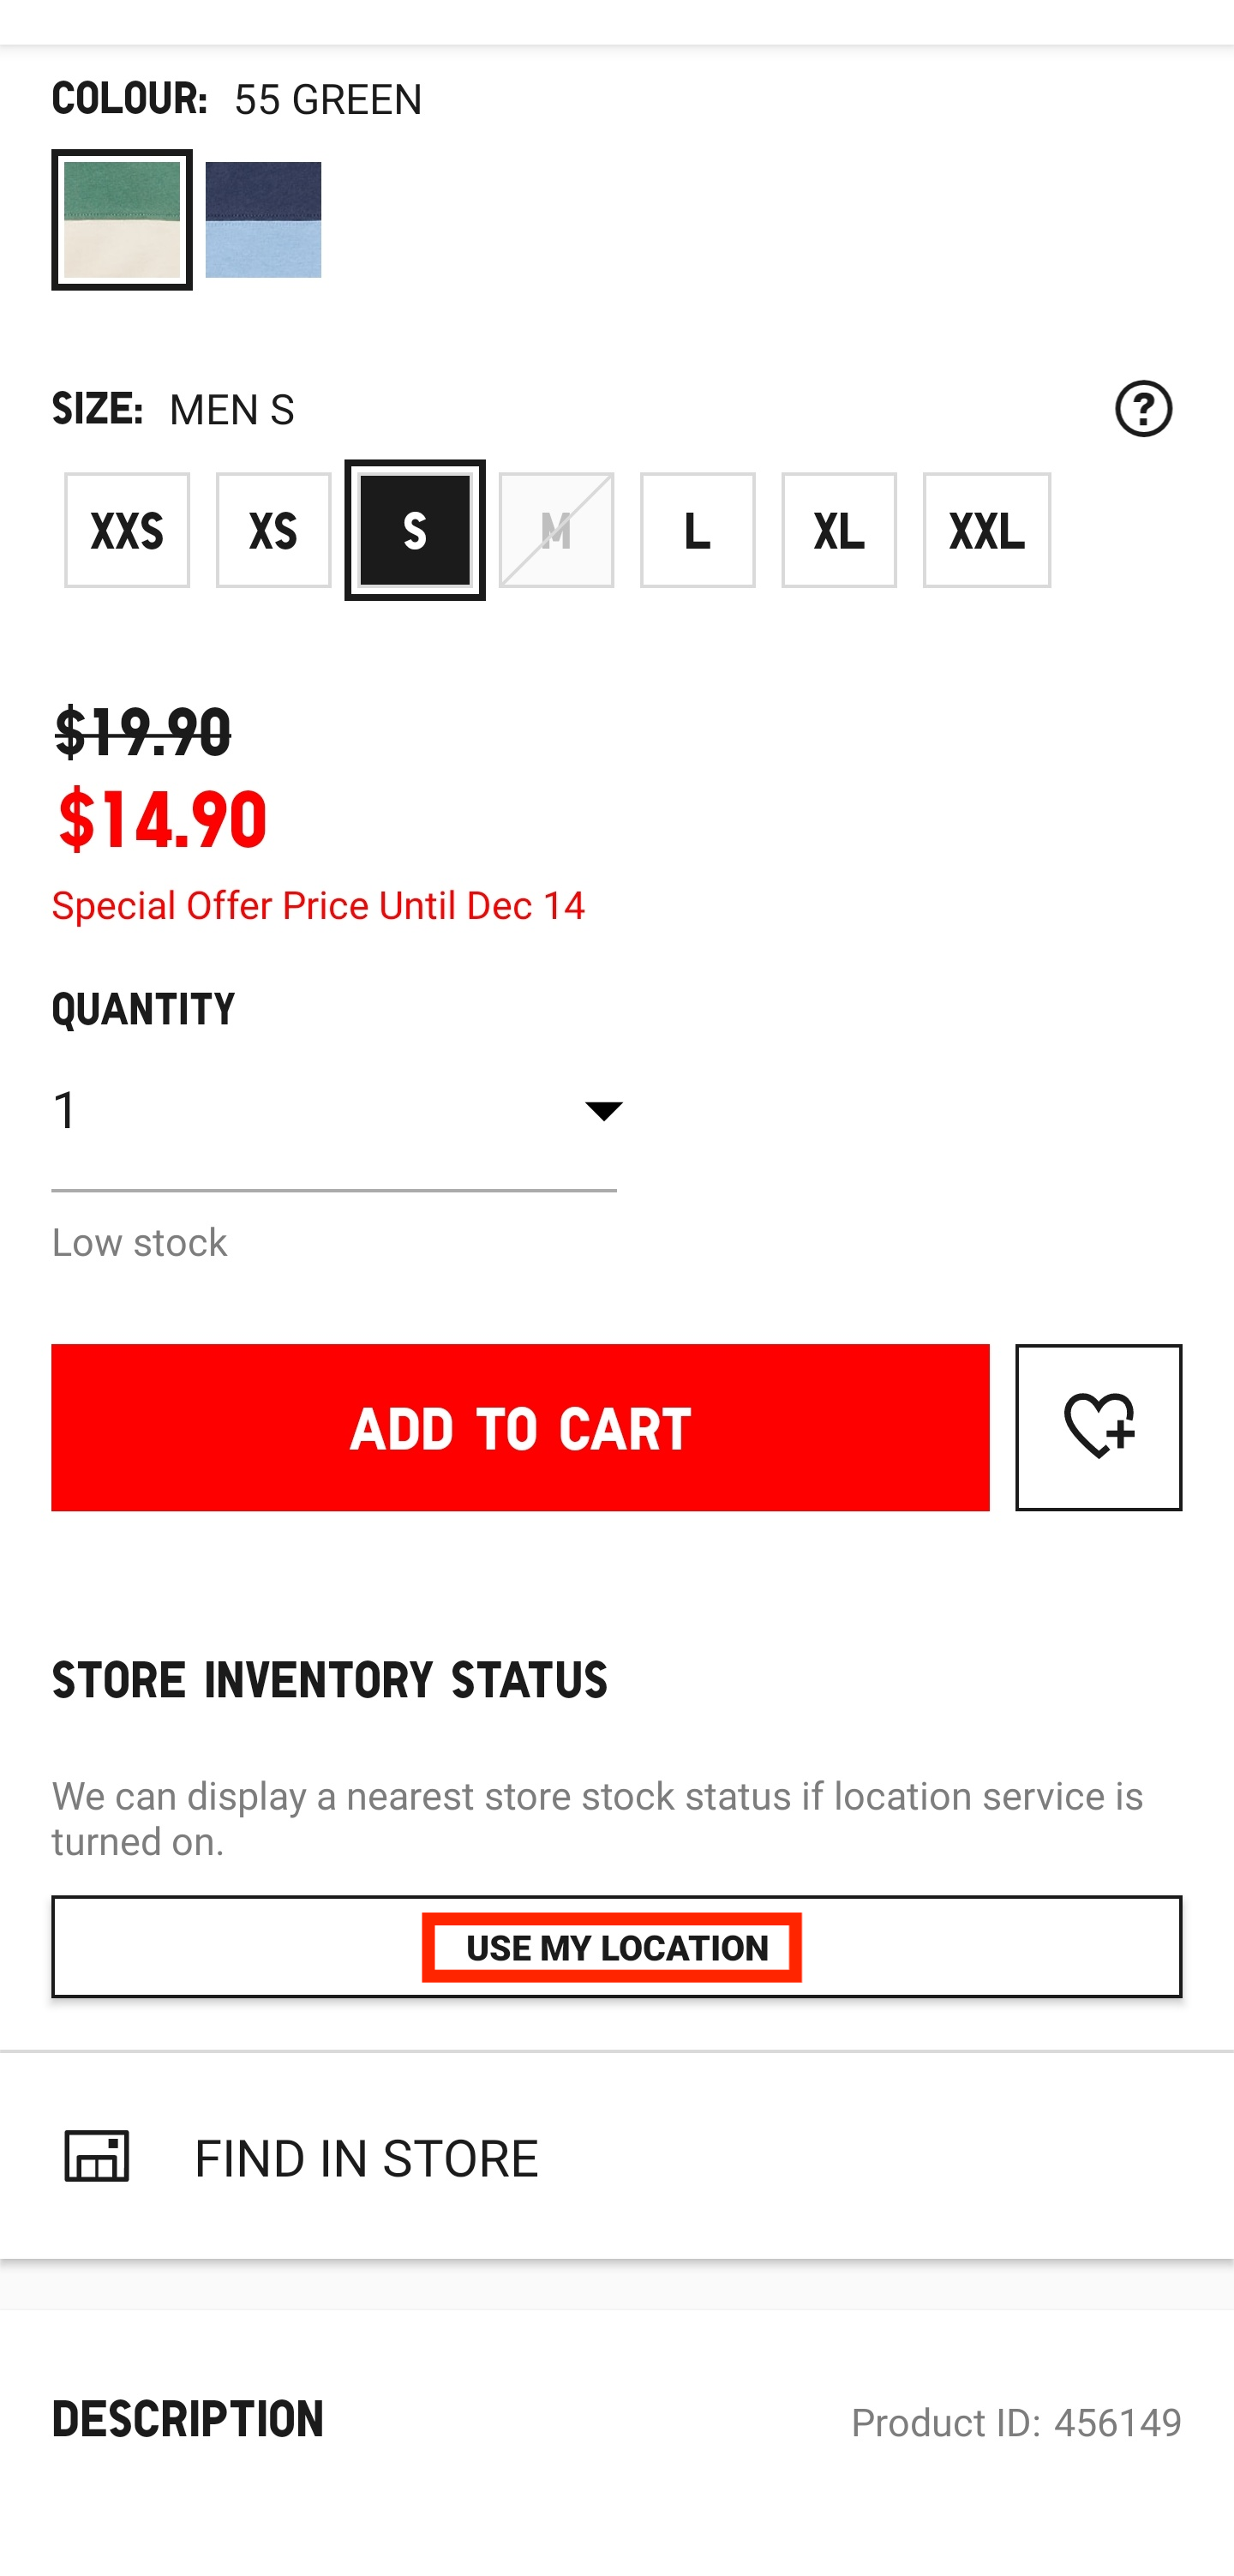 COLOUR: 55 GREEN
SIZE: MEN S
?
XXS XS S M L XL XXL
$19.90
$14.90
Special Offer Price Until Dec 14
QUANTITY
1
Low stock
ADD TO CART
STORE INVENTORY STATUS
We can display a nearest store stock status if location service is
turned on.
USE MY LOCATION
FIND IN STORE
DESCRIPTION Product ID: 456149